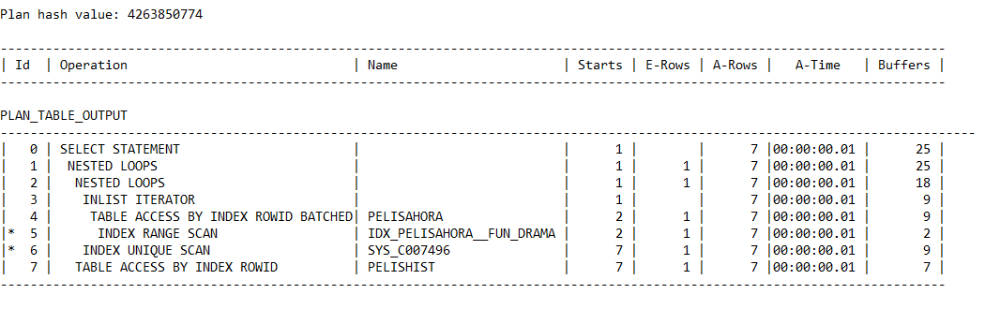 Plan hash value: 4263850774
---------------------------------------------------------------------------------------------------------------------
| Id  | Operation                              | Name                      | Starts | E-Rows | A-Rows |   A-Time   | Buffers |
---------------------------------------------------------------------------------------------------------------------
PLAN_TABLE_OUTPUT
---------------------------------------------------------------------------------------------------------------------
|   0 | SELECT STATEMENT                       |                           |      1 |        |      7 |00:00:00.01 |      25 |
|   1 |  NESTED LOOPS                          |                           |      1 |      1 |      7 |00:00:00.01 |      25 |
|   2 |   NESTED LOOPS                         |                           |      1 |      1 |      7 |00:00:00.01 |      18 |
|   3 |    INLIST ITERATOR                     |                           |      1 |        |      7 |00:00:00.01 |       9 |
|   4 |     TABLE ACCESS BY INDEX ROWID BATCHED| PELISAHORA                |      2 |      1 |      7 |00:00:00.01 |       9 |
|*  5 |      INDEX RANGE SCAN                  | IDX_PELISAHORA__FUN_DRAMA |      2 |      1 |      7 |00:00:00.01 |       2 |
|*  6 |    INDEX UNIQUE SCAN                   | SYS_C007496               |      7 |      1 |      7 |00:00:00.01 |       9 |
|   7 |   TABLE ACCESS BY INDEX ROWID          | PELISHIST                 |      7 |      1 |      7 |00:00:00.01 |       7 |
---------------------------------------------------------------------------------------------------------------------